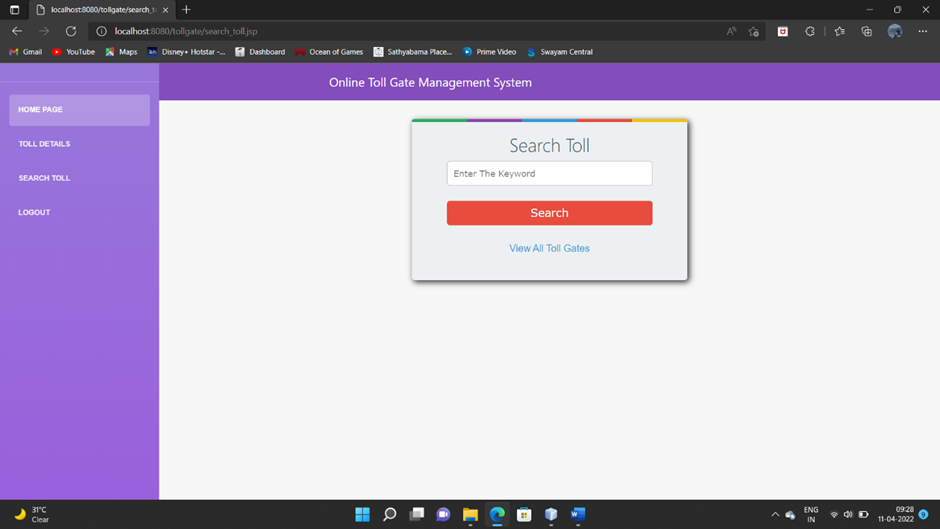 localhost:8080/tollgate/search_t
localhost:8080/tollgate/search_toll.jsp
Gmail YouTube Maps Disney+ Hotstar -... Dashboard Ocean of Games Sathyabama Place... Prime Video Swayam Central
Online Toll Gate Management System
HOME PAGE
TOLL DETAILS
SEARCH TOLL
LOGOUT
Search Toll
Enter The Keyword
Search
View All Toll Gates
31°C
Clear
ENG
IN
09:28
11-04-2022